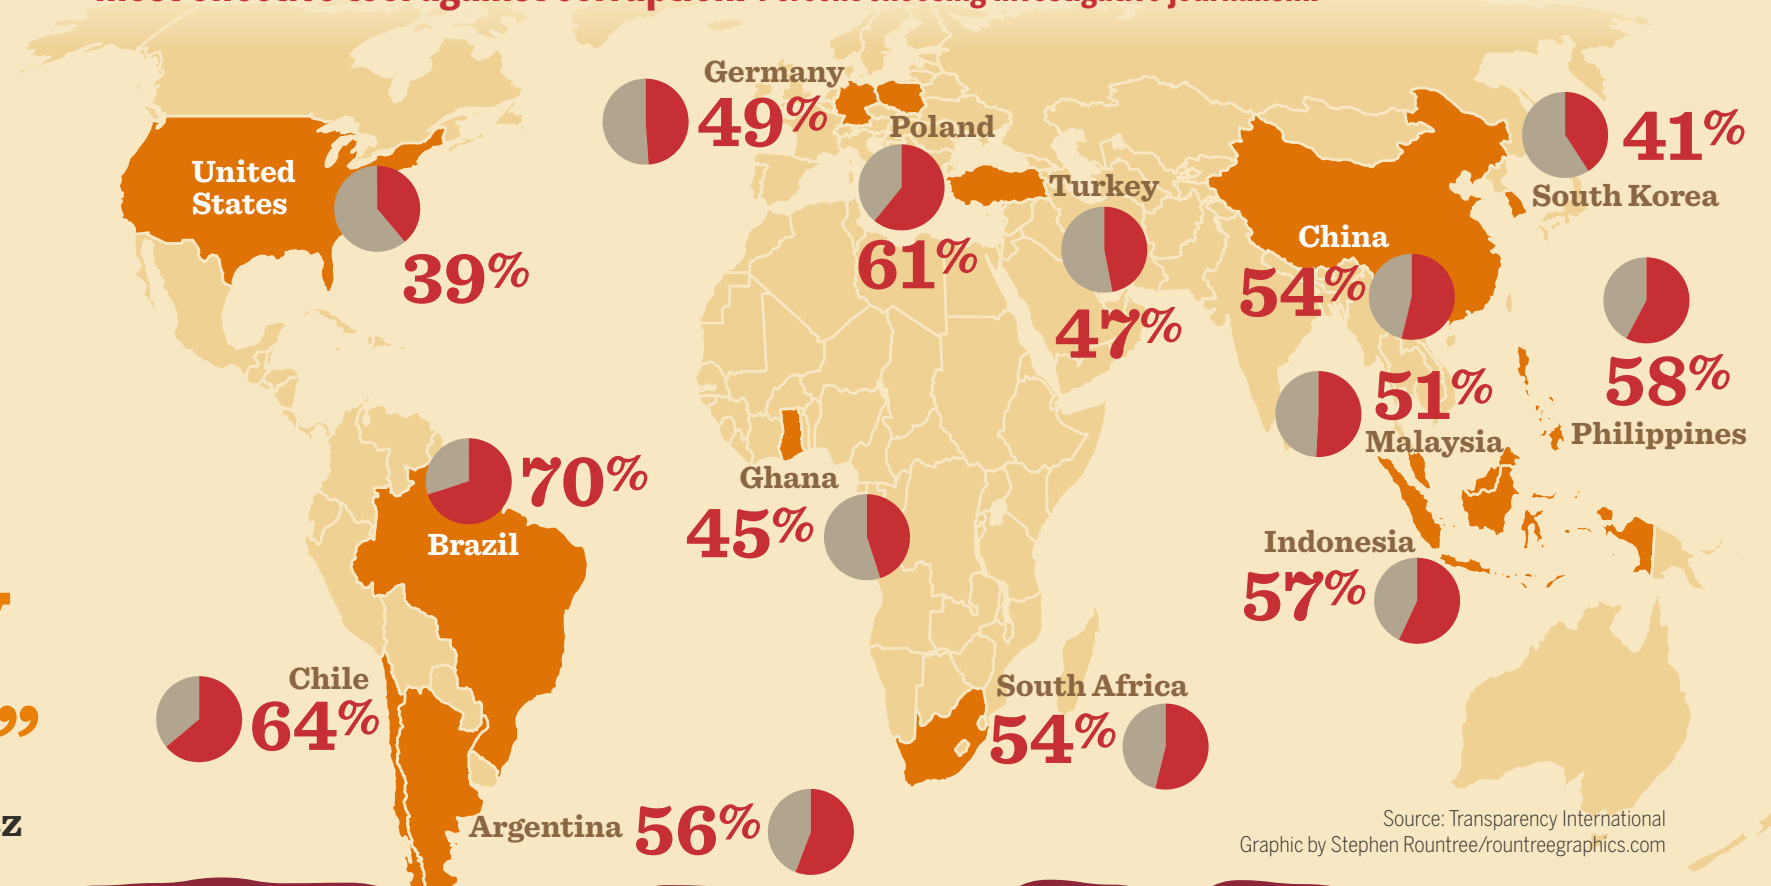 United
States
39%
Germany
49%
Poland
61%
Turkey
47%
China
54%
41%
South Korea
58%
Philippines
51%
Malaysia
Indonesia
57%
70%
Brazil
Ghana
45%
Chile
64%
South Africa
54%
Argentina 56%
”
z
Source: Transparency International
Graphic by Stephen Rountree/rountreegraphics.com